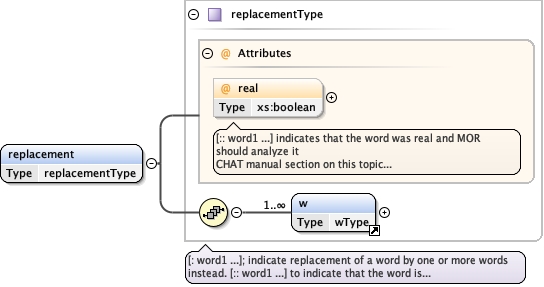 replacementType
@ Attributes
@ real
Type xs:boolean
[:: word1 ...] indicates that the word was real and MOR
should analyze it
CHAT manual section on this topic...
replacement
Type replacementType
1..∞
w
Type wType
[: word1 ...]; indicate replacement of a word by one or more words
instead. [:: word1 ...] to indicate that the word is...